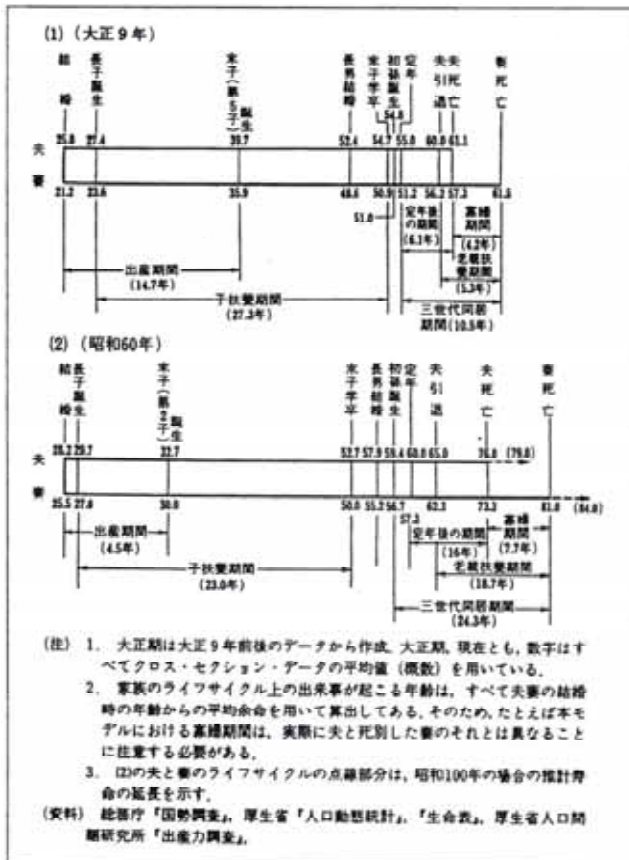 (1) (大正9年)
結婚
長子誕生
末子(第5子)誕生
長男結婚
末子学卒
初孫誕生
定年
夫引退
夫死亡
妻死亡
54.8
25.0 27.4 39.7 52.4 54.7 55.0 60.0 61.1
夫
妻
21.2 23.6 35.9 48.6 50.9 51.2 56.2 57.3 61.5
51.0
定年後の期間
(6.1年)
寡婦期間
(4.2年)
老親扶養期間
(5.3年)
出産期間
(14.7年)
子扶養期間
(27.3年)
三世代同居
期間(10.5年)
(2) (昭和60年)
結婚
長子誕生
末子(第2子)誕生
末子学卒
長男結婚
初孫誕生
定年
夫引退
夫死亡
妻死亡
28.2 29.7 32.7 52.7 57.9 59.4 60.0 65.0 76.0 (79.0)
夫
妻
25.5 27.0 30.0 50.0 55.2 56.7 62.3 73.3 81.0 (84.0)
57.3
出産期間
(4.5年)
定年後の期間
(16年)
寡婦期間
(7.7年)
子扶養期間
(23.0年)
老親扶養期間
(18.7年)
三世代同居期間
(24.3年)
(注) 1. 大正期は大正9年前後のデータから作成。大正期、現在とも、数字はす
べてクロス・セクション・データの平均値(概数)を用いている。
2. 家族のライフサイクル上の出来事が起こる年齢は、すべて夫妻の結婚
時の年齢からの平均余命を用いて算出してある。そのため、たとえば本モ
デルにおける寡婦期間は、実際に夫と死別した妻のそれとは異なること
に注意する必要がある。
3. (2)の夫と妻のライフサイクルの点線部分は、昭和100年の場合の推計寿
命の延長を示す。
(資料) 総務庁『国勢調査』、厚生省『人口動態統計』、『生命表』、厚生省人口問
題研究所『出産力調査』。